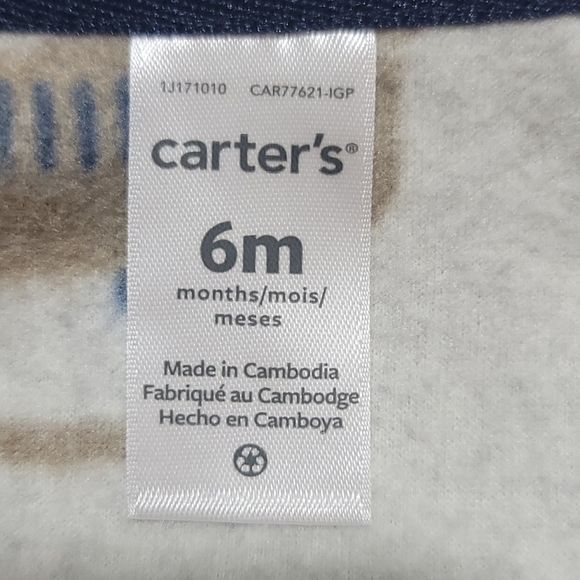 1J171010 CAR77621-IGP
carter's®
6m
months/mois/
meses
Made in Cambodia
Fabriqué au Cambodge
Hecho en Camboya